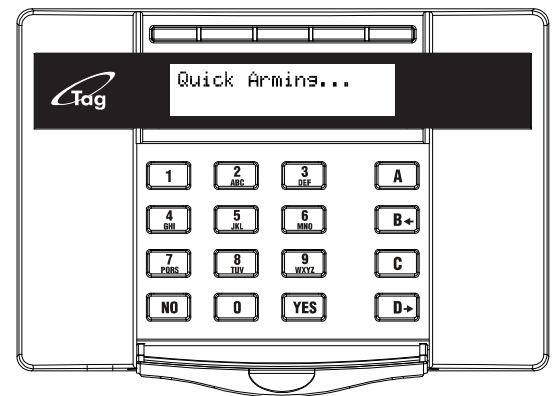 Quick Arming...
Tag
1
2
ABC
3
DEF
A
4
GHI
5
JKL
6
MNO
B←
7
PQRS
8
TUV
9
WXYZ
C
NO
0
YES
D→